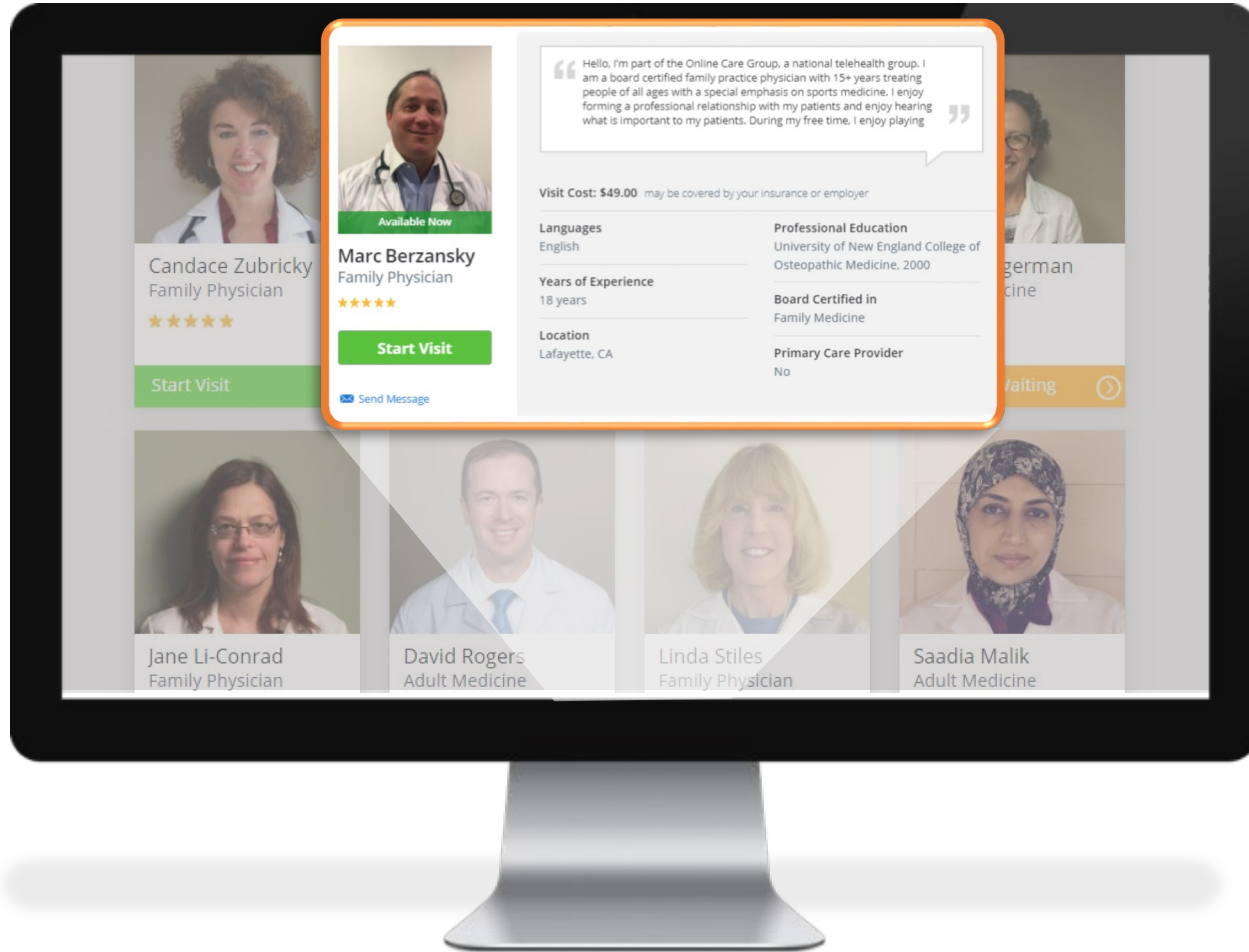 Hello, I'm part of the Online Care Group, a national telehealth group. I
am a board certified family practice physician with 15+ years treating
people of all ages with a special emphasis on sports medicine. I enjoy
forming a professional relationship with my patients and enjoy hearing
what is important to my patients. During my free time, I enjoy playing
Available Now
Marc Berzansky
Family Physician
Start Visit
Send Message
Visit Cost: $49.00 may be covered by your insurance or employer
Languages
English
Years of Experience
18 years
Location
Lafayette, CA
Professional Education
University of New England College of
Osteopathic Medicine, 2000
Board Certified in
Family Medicine
Primary Care Provider
No
Candace Zubricky
Family Physician
Start Visit
german
cine
Waiting
Jane Li-Conrad
Family Physician
David Rogers
Adult Medicine
Linda Stiles
Family Physician
Saadia Malik
Adult Medicine